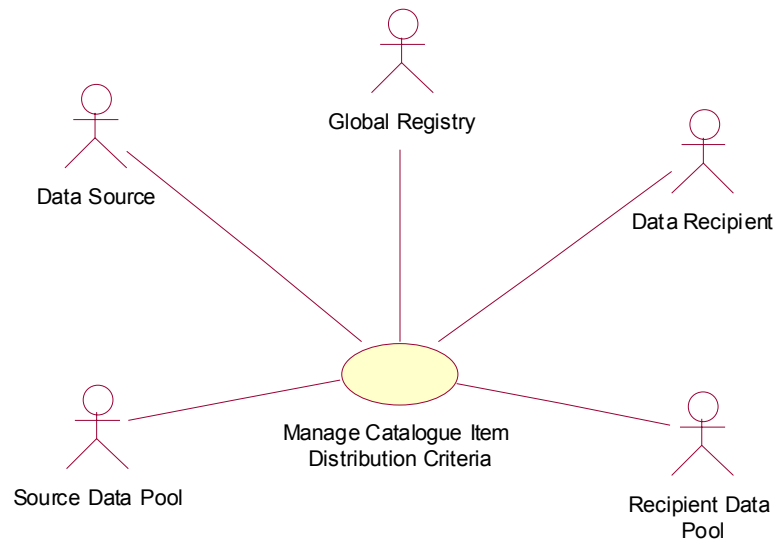 Global Registry
Data Source
Data Recipient
Manage Catalogue Item
Distribution Criteria
Source Data Pool
Recipient Data
Pool